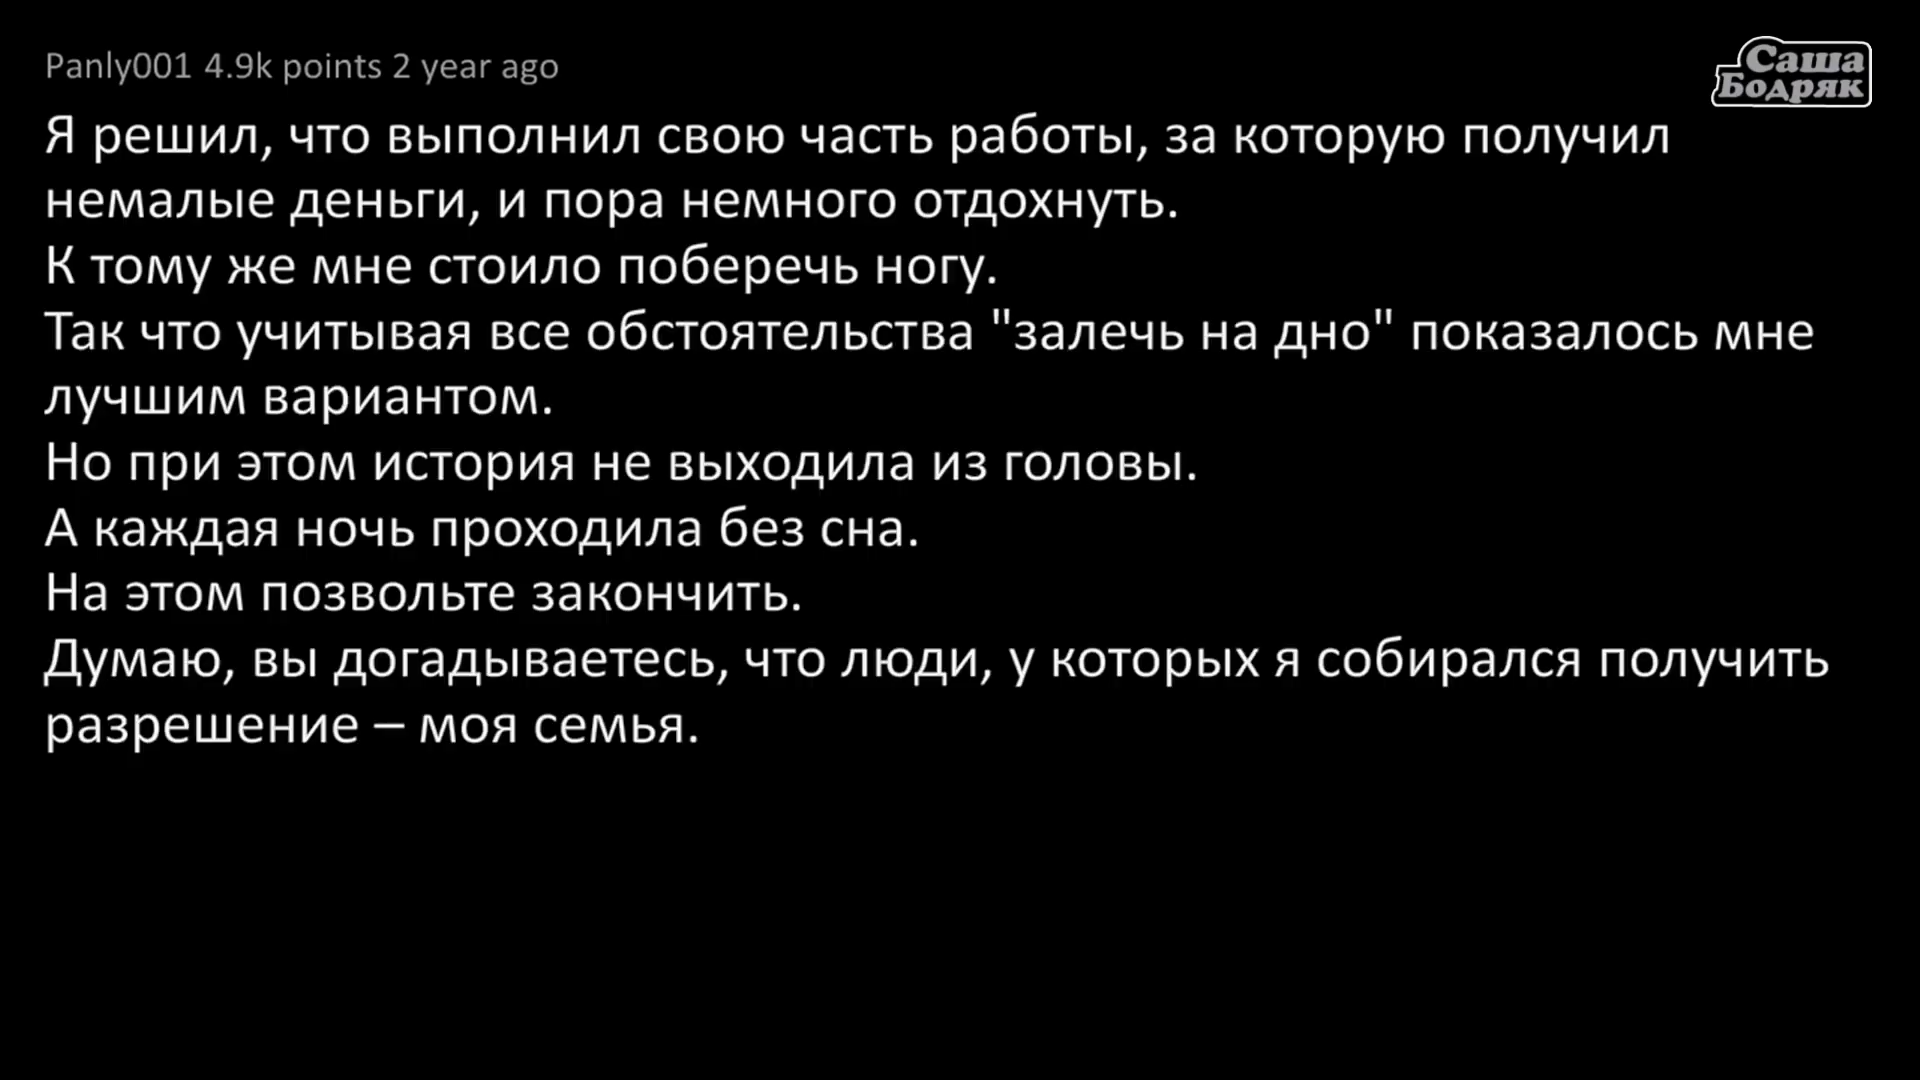 Panly001 4.9k points 2 year ago
Саша
Бодряк
Я решил, что выполнил свою часть работы, за которую получил
немалые деньги, и пора немного отдохнуть.
К тому же мне стоило поберечь ногу.
Так что учитывая все обстоятельства "залечь на дно" показалось мне
лучшим вариантом.
Но при этом история не выходила из головы.
А каждая ночь проходила без сна.
На этом позвольте закончить.
Думаю, вы догадываетесь, что люди, у которых я собирался получить
разрешение – моя семья.